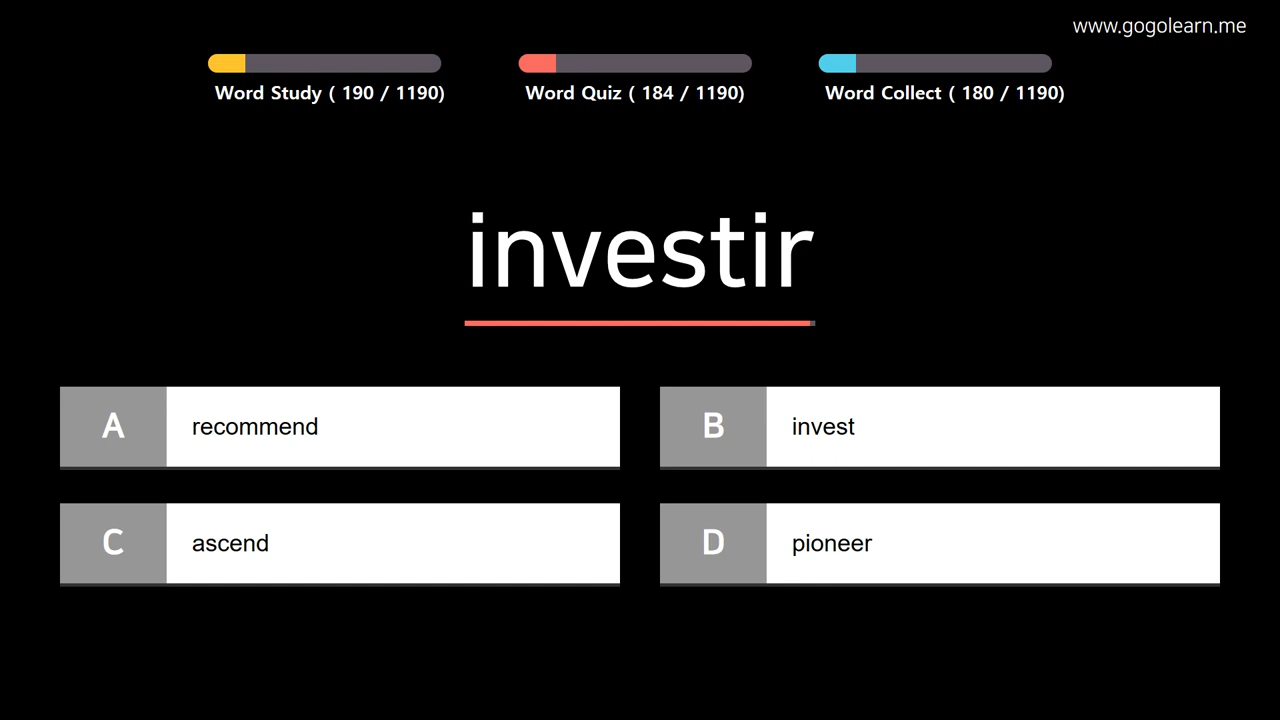 www.gogolearn.me
Word Study ( 190 / 1190)
Word Quiz ( 184 / 1190)
Word Collect ( 180 / 1190)
investir
A recommend
B invest
C ascend
D pioneer